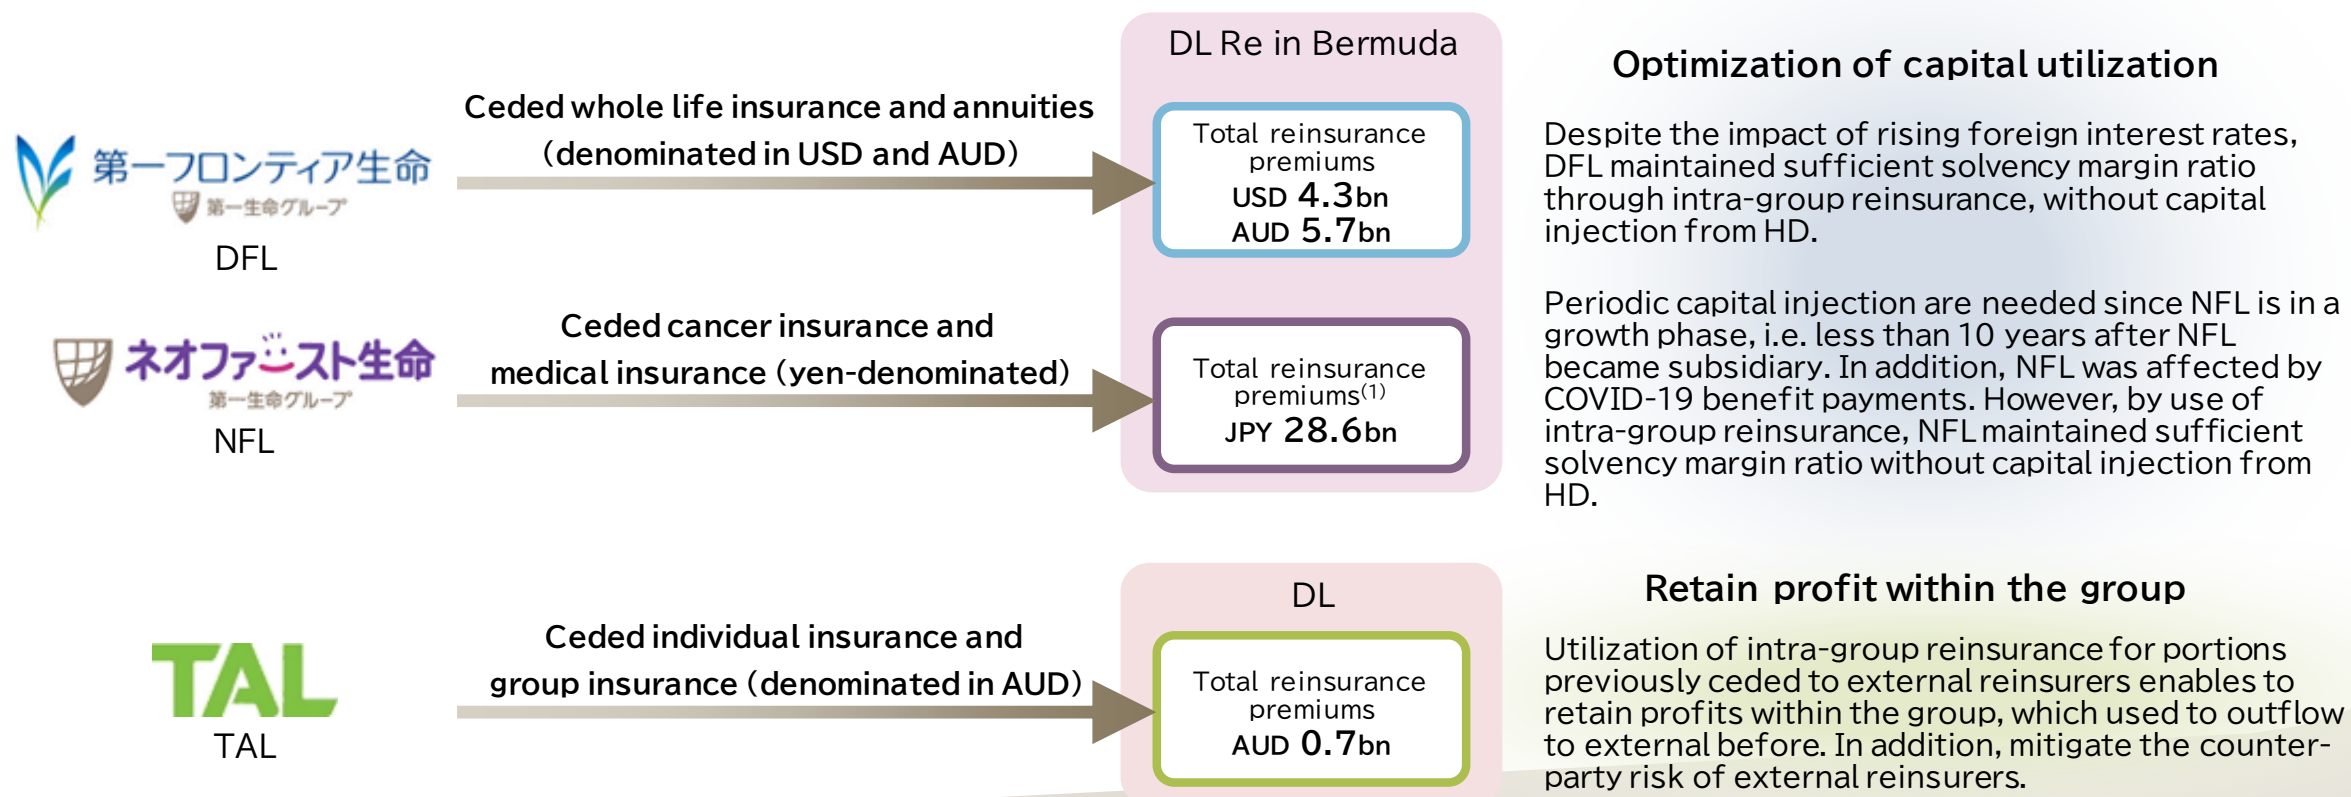 DL Re in Bermuda
Optimization of capital utilization
Ceded whole life insurance and annuities
(denominated in USD and AUD)
第一フロンティア生命
第一生命グループ
DFL
Total reinsurance
premiums
USD 4.3bn
AUD 5.7bn
Despite the impact of rising foreign interest rates,
DFL maintained sufficient solvency margin ratio
through intra-group reinsurance, without capital
injection from HD.
Ceded cancer insurance and
medical insurance (yen-denominated)
ネオファースト生命
第一生命グループ
NFL
Total reinsurance
premiums(1)
JPY 28.6bn
Periodic capital injection are needed since NFL is in a
growth phase, i.e. less than 10 years after NFL
became subsidiary. In addition, NFL was affected by
COVID-19 benefit payments. However, by use of
intra-group reinsurance, NFL maintained sufficient
solvency margin ratio without capital injection from
HD.
DL
Retain profit within the group
Ceded individual insurance and
group insurance (denominated in AUD)
TAL
TAL
Total reinsurance
premiums
AUD 0.7bn
Utilization of intra-group reinsurance for portions
previously ceded to external reinsurers enables to
retain profits within the group, which used to outflow
to external before. In addition, mitigate the counter-
party risk of external reinsurers.